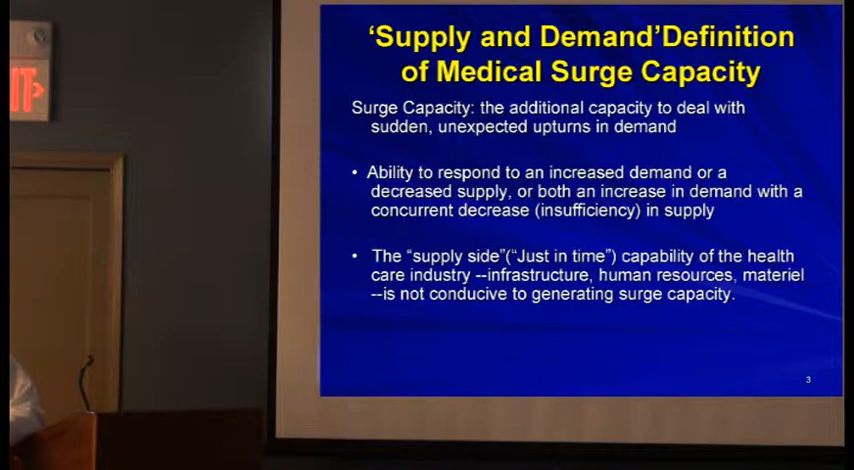 IT>
'Supply and Demand'Definition
of Medical Surge Capacity
Surge Capacity: the additional capacity to deal with
sudden, unexpected upturns in demand
• Ability to respond to an increased demand or a
decreased supply, or both an increase in demand with a
concurrent decrease (insufficiency) in supply
• The “supply side”(“Just in time”) capability of the health
care industry --infrastructure, human resources, materiel
--is not conducive to generating surge capacity.
3